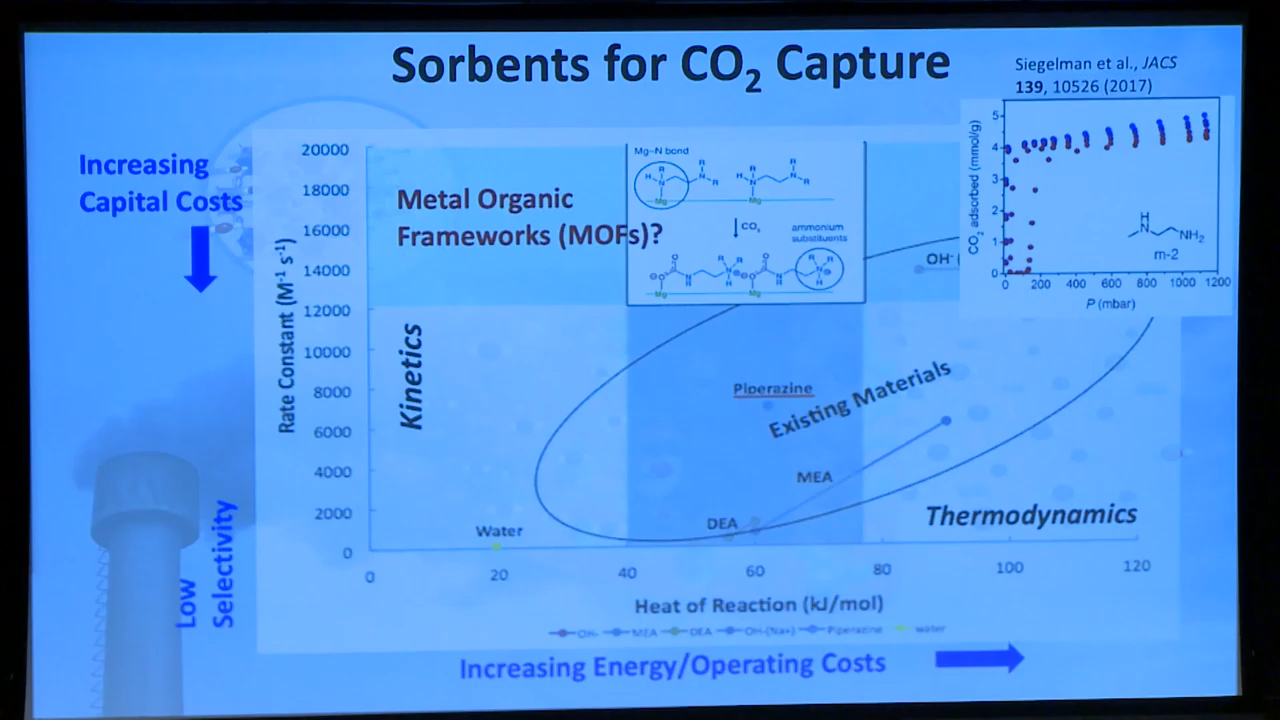 Sorbents for CO2 Capture
Siegelman et al., JACS
139, 10526 (2017)
Increasing
Capital Costs
Low
Selectivity
Rate Constant (M-1 s-1)
20000
18000
16000
14000
12000
10000
8000
6000
4000
2000
0
Kinetics
Metal Organic
Frameworks (MOFs)?
Mg–N bond
R
H
N
R
N
R
Mg
R
H
N
R
N
R
Mg
CO2
ammonium
substituents
O
O
N
H
R
R
N
H
Mg
O
O
N
H
R
R
N
H
Mg
OH- (
CO2 adsorbed (mmol/g)
5
4
3
2
1
0
H
N
NH2
m-2
0
200
400
600
800
1000
1200
P (mbar)
Piperazine
Existing Materials
MEA
DEA
Water
Thermodynamics
0
20
40
60
80
100
120
Heat of Reaction (kJ/mol)
OH-
MEA
DEA
OH-(Na+)
Piperazine
water
Increasing Energy/Operating Costs